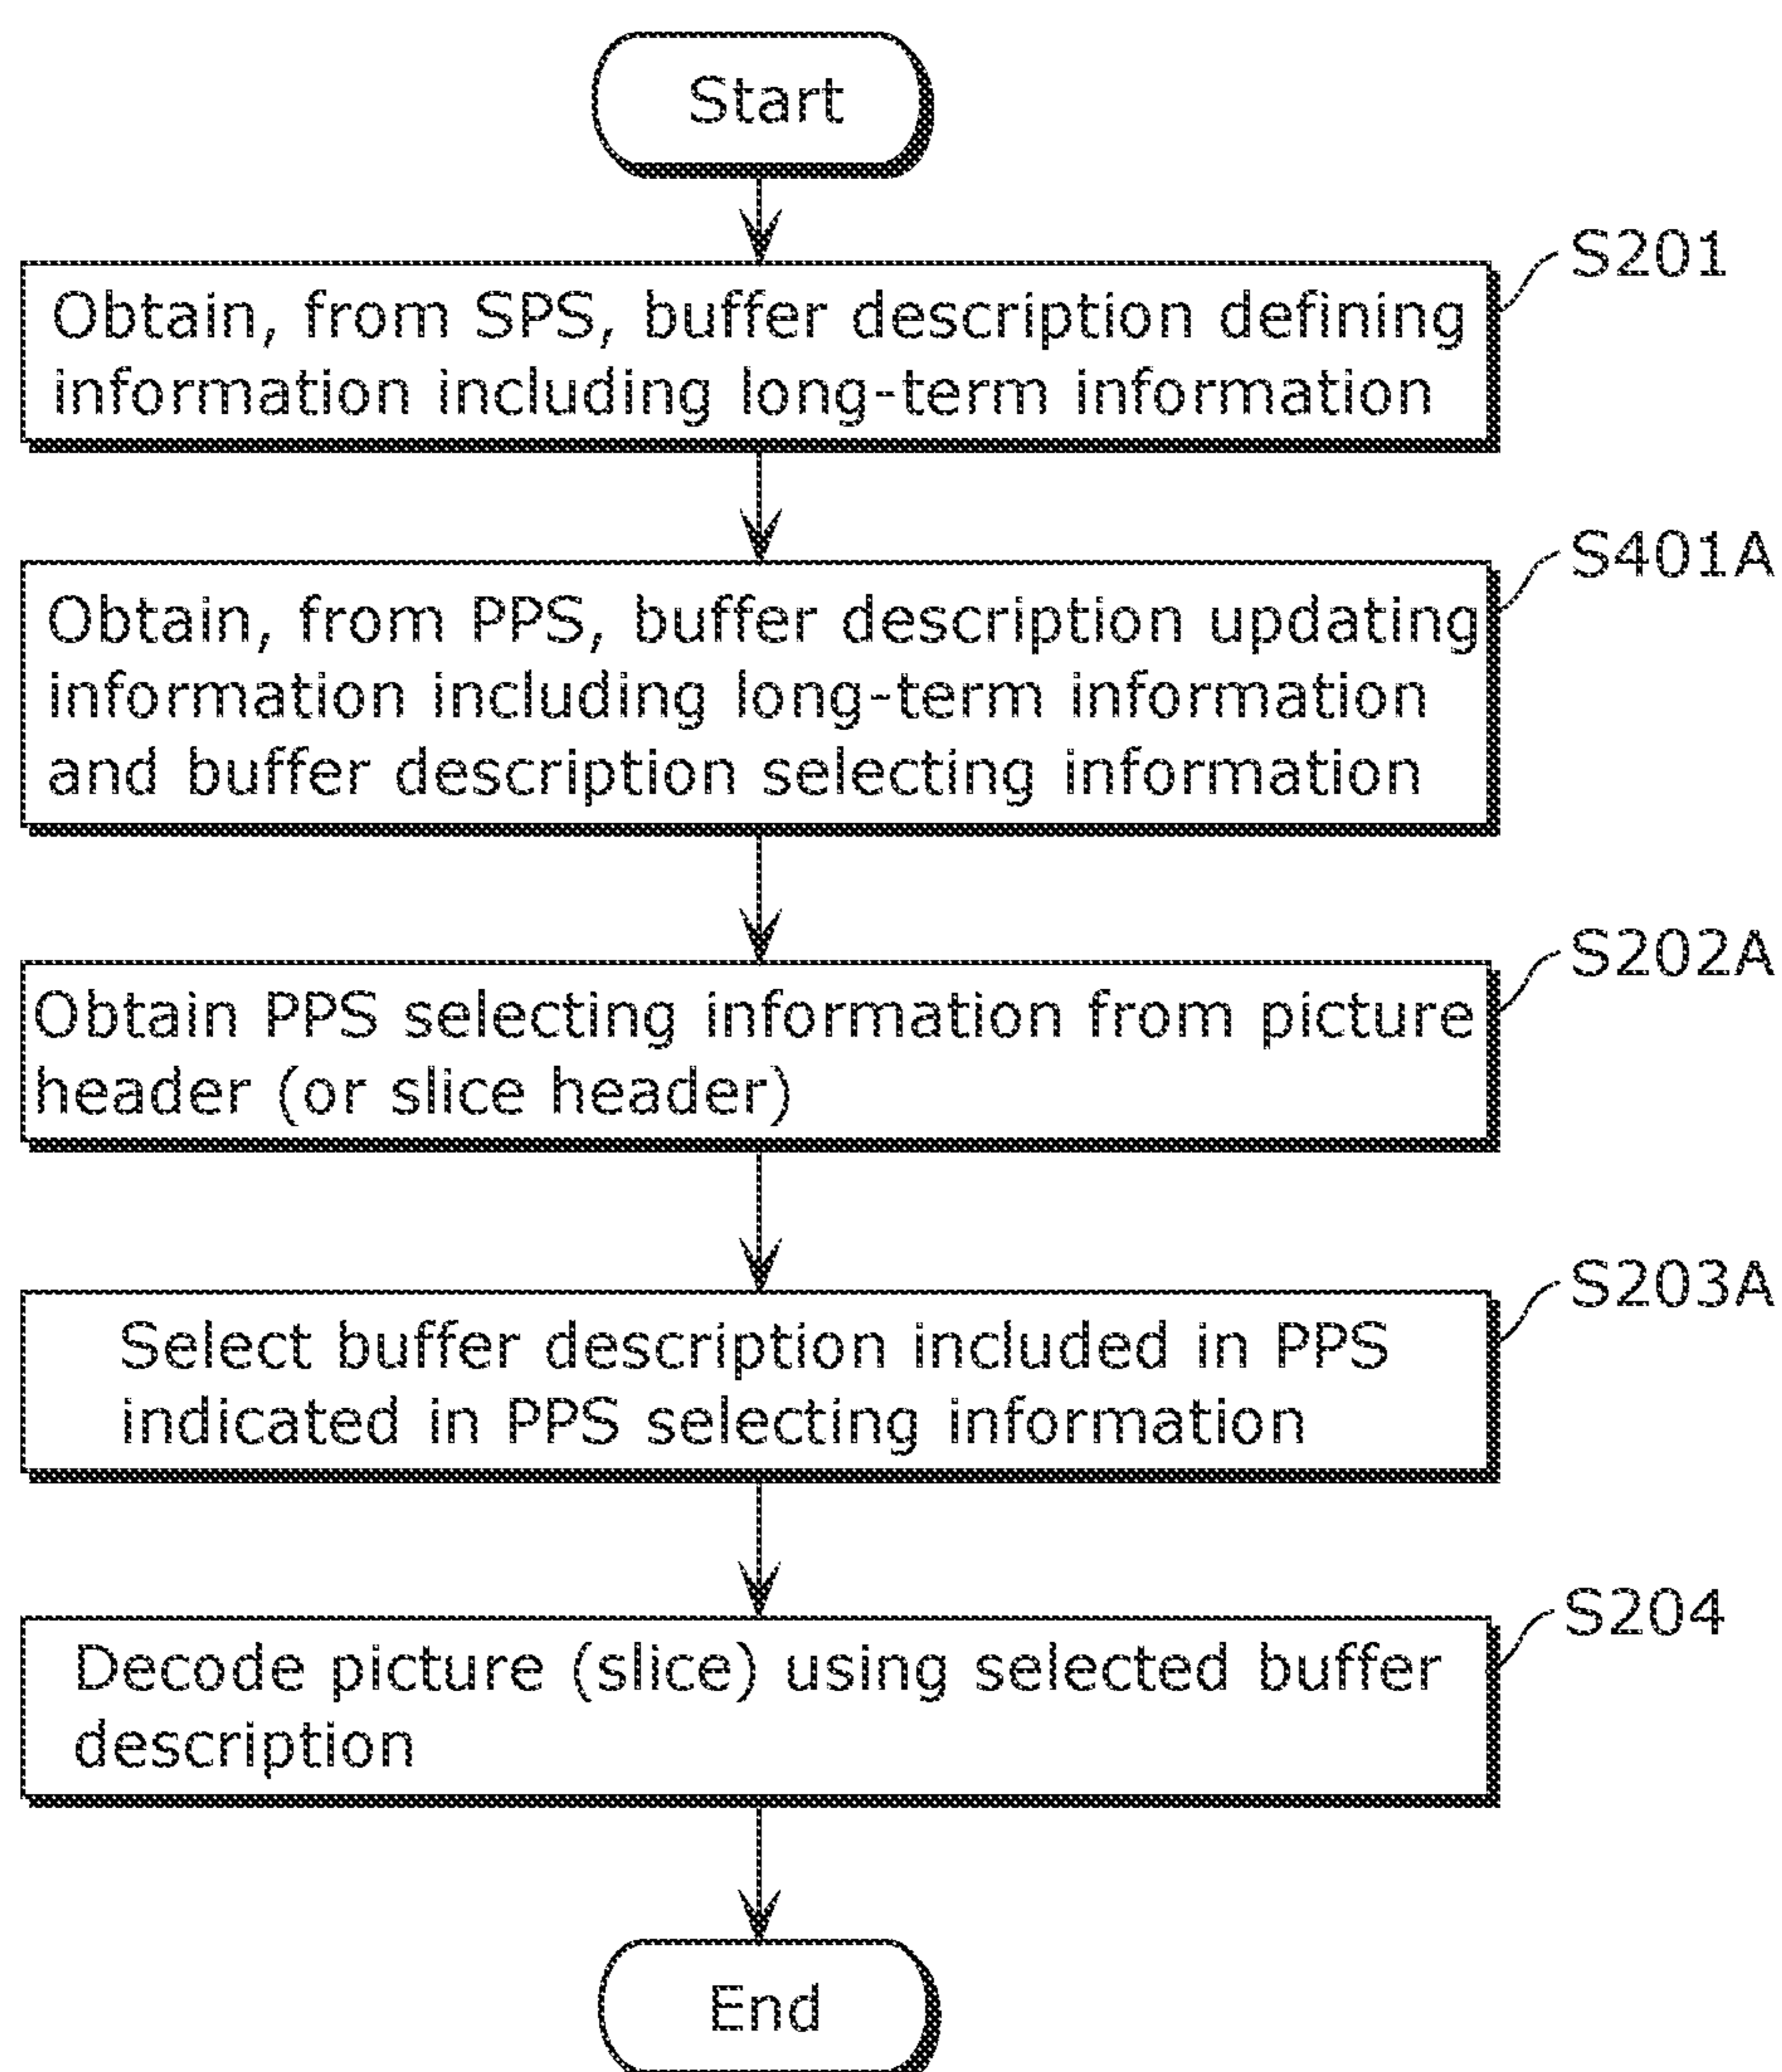 Start
S201
Obtain, from SPS, buffer description defining
information including long-term information
S401A
Obtain, from PPS, buffer description updating
information including long-term information
and buffer description selecting information
S202A
Obtain PPS selecting information from picture
header (or slice header)
S203A
Select buffer description included in PPS
indicated in PPS selecting information
S204
Decode picture (slice) using selected buffer
description
End